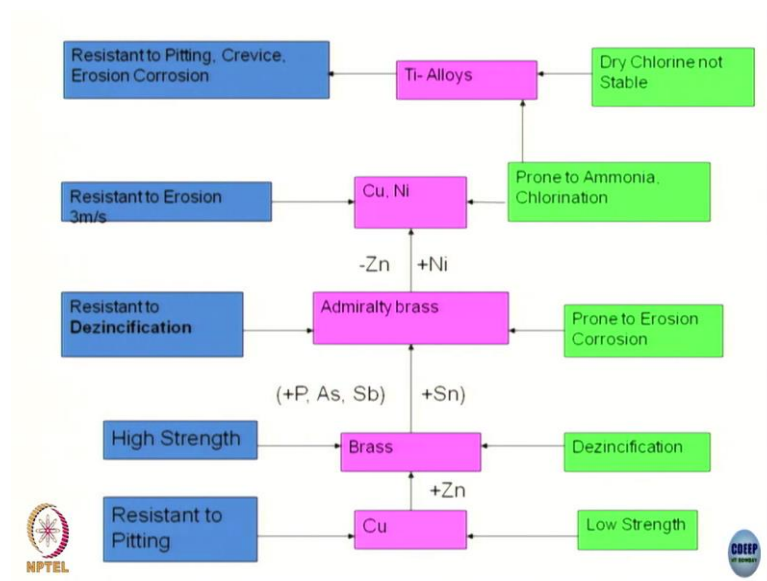 Resistant to Pitting, Crevice,
Erosion Corrosion
Ti- Alloys
Dry Chlorine not
Stable
Resistant to Erosion
3m/s
Cu, Ni
Prone to Ammonia,
Chlorination
-Zn
+Ni
Resistant to
Dezincification
Admiralty brass
Prone to Erosion
Corrosion
(+P, As, Sb)
+Sn)
High Strength
Brass
Dezincification
+Zn
Resistant to
Pitting
Cu
Low Strength
NPTEL
CDEEP
IIT BOMBAY